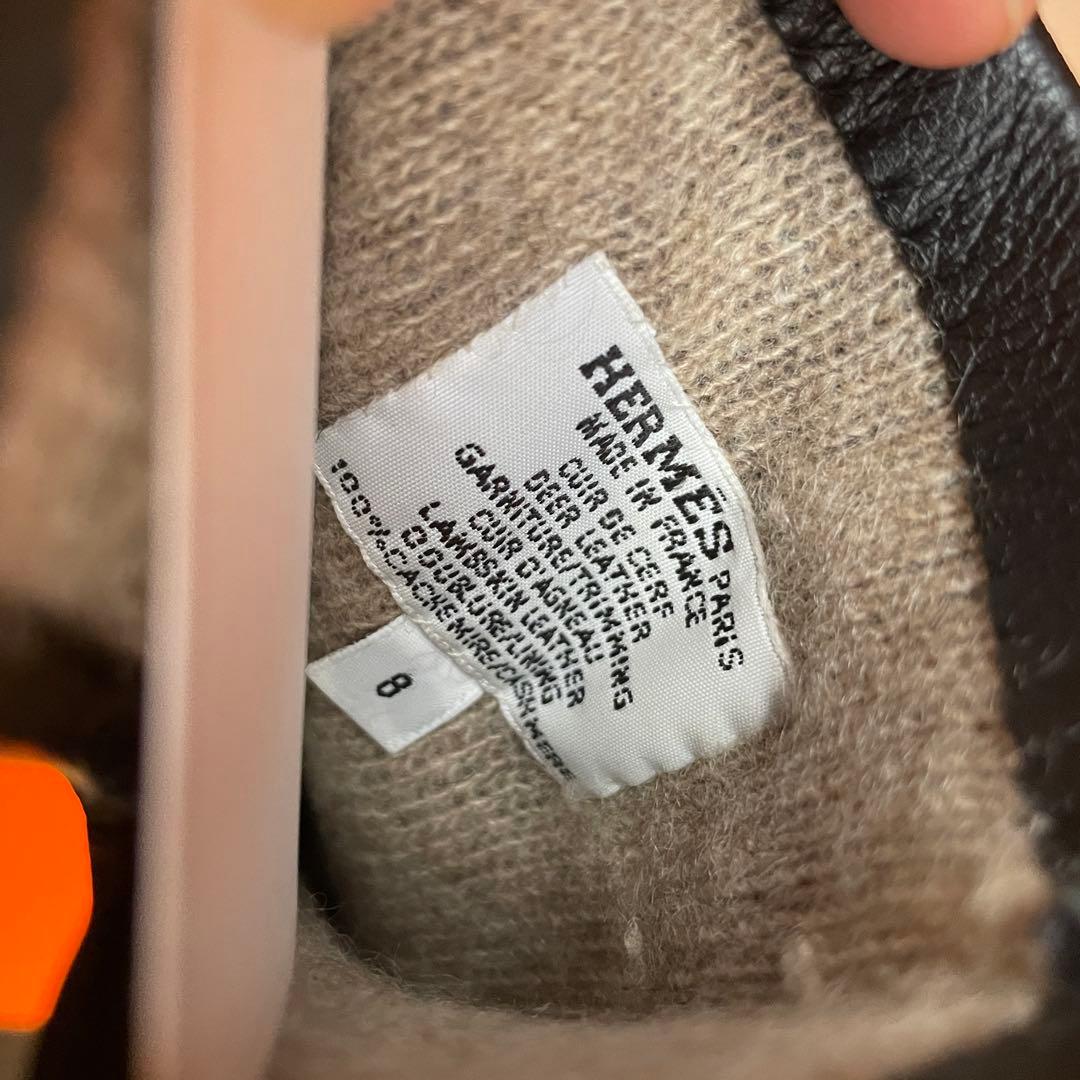 HERMÈS PARIS
MADE IN FRANCE
CUIR DE CERF
DEER LEATHER
GARNITURE/TRIMMING
CUIR D'AGNEAU
LAMBSKIN LEATHER
DOUBLURE/LINING
100%CACHEMIRE/CASHMERE
8